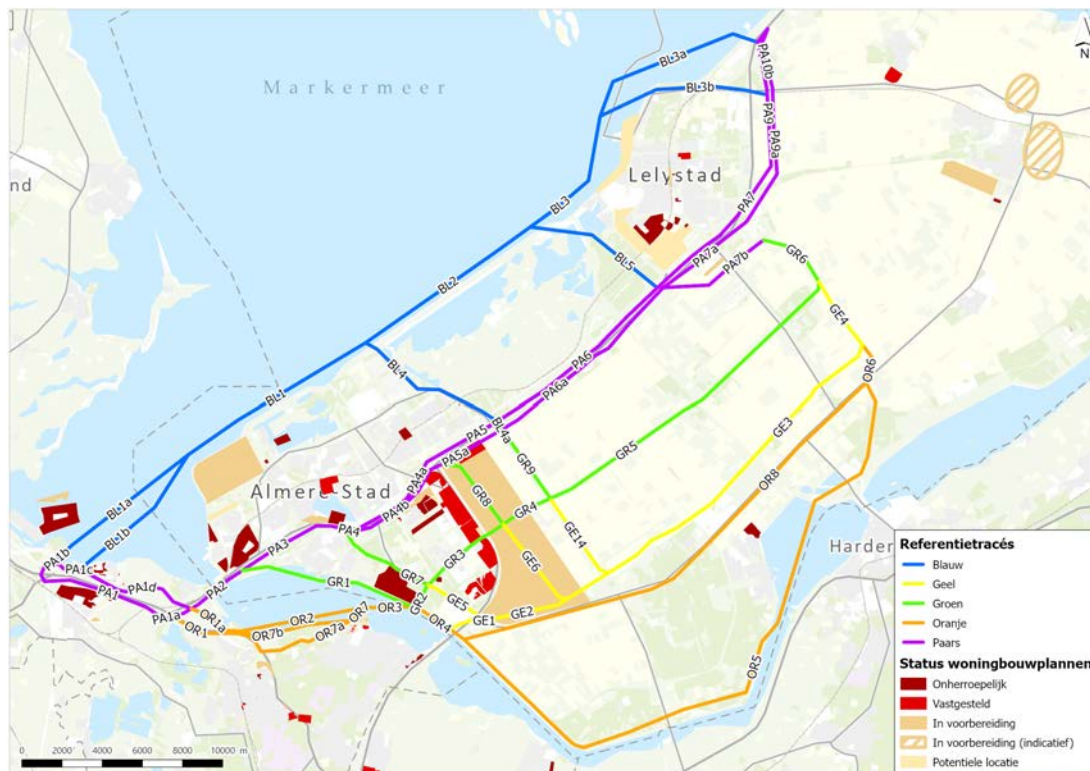 N
Markermeer
Lelystad
Almere-Stad
Harder
nd
BL3a
BL3b
PA10b
PA9
PA9a
PA7
BL3
BL5
PA7a
PA7b
GR6
BL2
GE4
BL4
PA6
PA6a
OR6
BL1
PA5
BL4a
GR9
GR5
GE3
PA5a
PA4a
PA4b
GR8
GR4
OR8
BL1a
BL1b
PA4
PA3
GR3
GE14
GE6
PA1b
PA1c
PA1
PA1d
PA2
PA1a
GR1
GR7
GR2
GE5
GE1
GE2
OR1
OR1a
OR2
OR7b
OR7a
OR7
OR3
OR4
OR5
Referentietracés
Blauw
Geel
Groen
Oranje
Paars
Status woningbouwplannen
Onherroepelijk
Vastgesteld
In voorbereiding
In voorbereiding (indicatief)
Potentiele locatie
0 2000 4000 6000 8000 10000 m